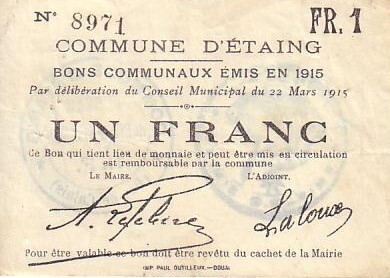 N° 8971 FR. 1
COMMUNE D'ÉTAING
BONS COMMUNAUX ÉMIS EN 1915
Par délibération du Conseil Municipal du 22 Mars 1915
UN FRANC
Ce Bon qui tient lieu de monnaie et peut être mis en circulation
est remboursable par la commune
LE MAIRE, L'ADJOINT,
Laloux
Pour être valable ce bon doit être revêtu du cachet de la Mairie
IMP PAUL DUTILLEUX.—DOUAI